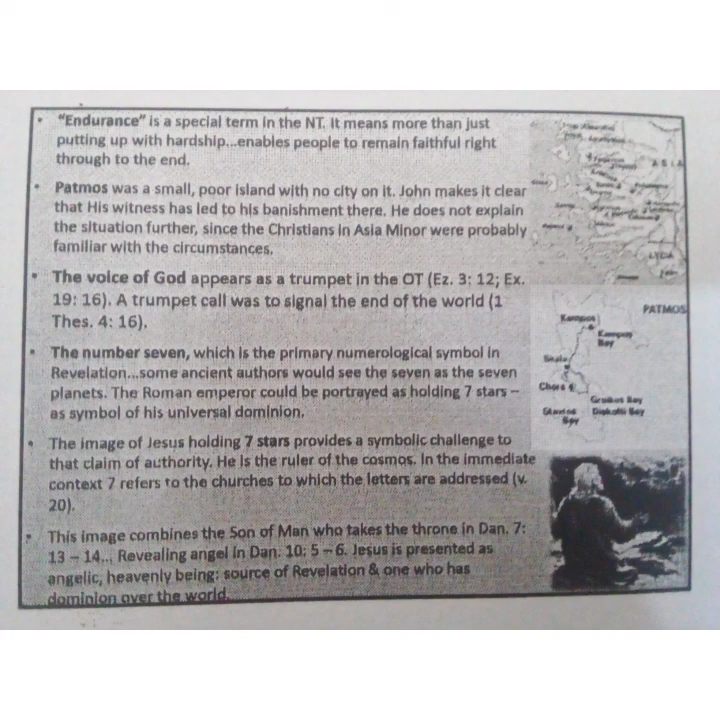 • “Endurance” is a special term in the NT. It means more than just
putting up with hardship...enables people to remain faithful right
through to the end.
• Patmos was a small, poor island with no city on it. John makes it clear
that His witness has led to his banishment there. He does not explain
the situation further, since the Christians in Asia Minor were probably
familiar with the circumstances.
• The voice of God appears as a trumpet in the OT (Ez. 3: 12; Ex.
19: 16). A trumpet call was to signal the end of the world (1
Thes. 4: 16).
• The number seven, which is the primary numerological symbol in
Revelation...some ancient authors would see the seven as the seven
planets. The Roman emperor could be portrayed as holding 7 stars –
as symbol of his universal dominion.
• The image of Jesus holding 7 stars provides a symbolic challenge to
that claim of authority. He is the ruler of the cosmos. In the immediate
context 7 refers to the churches to which the letters are addressed (v.
20).
• This image combines the Son of Man who takes the throne in Dan. 7:
13 – 14... Revealing angel in Dan. 10: 5 – 6. Jesus is presented as
angelic, heavenly being: source of Revelation & one who has
dominion over the world.
ASIA
LYCIA
PATMOS
Kampos
Kampos
Bay
Skala
Chora
Groikos Bay
Stavros
Bay
Diakofti Bay